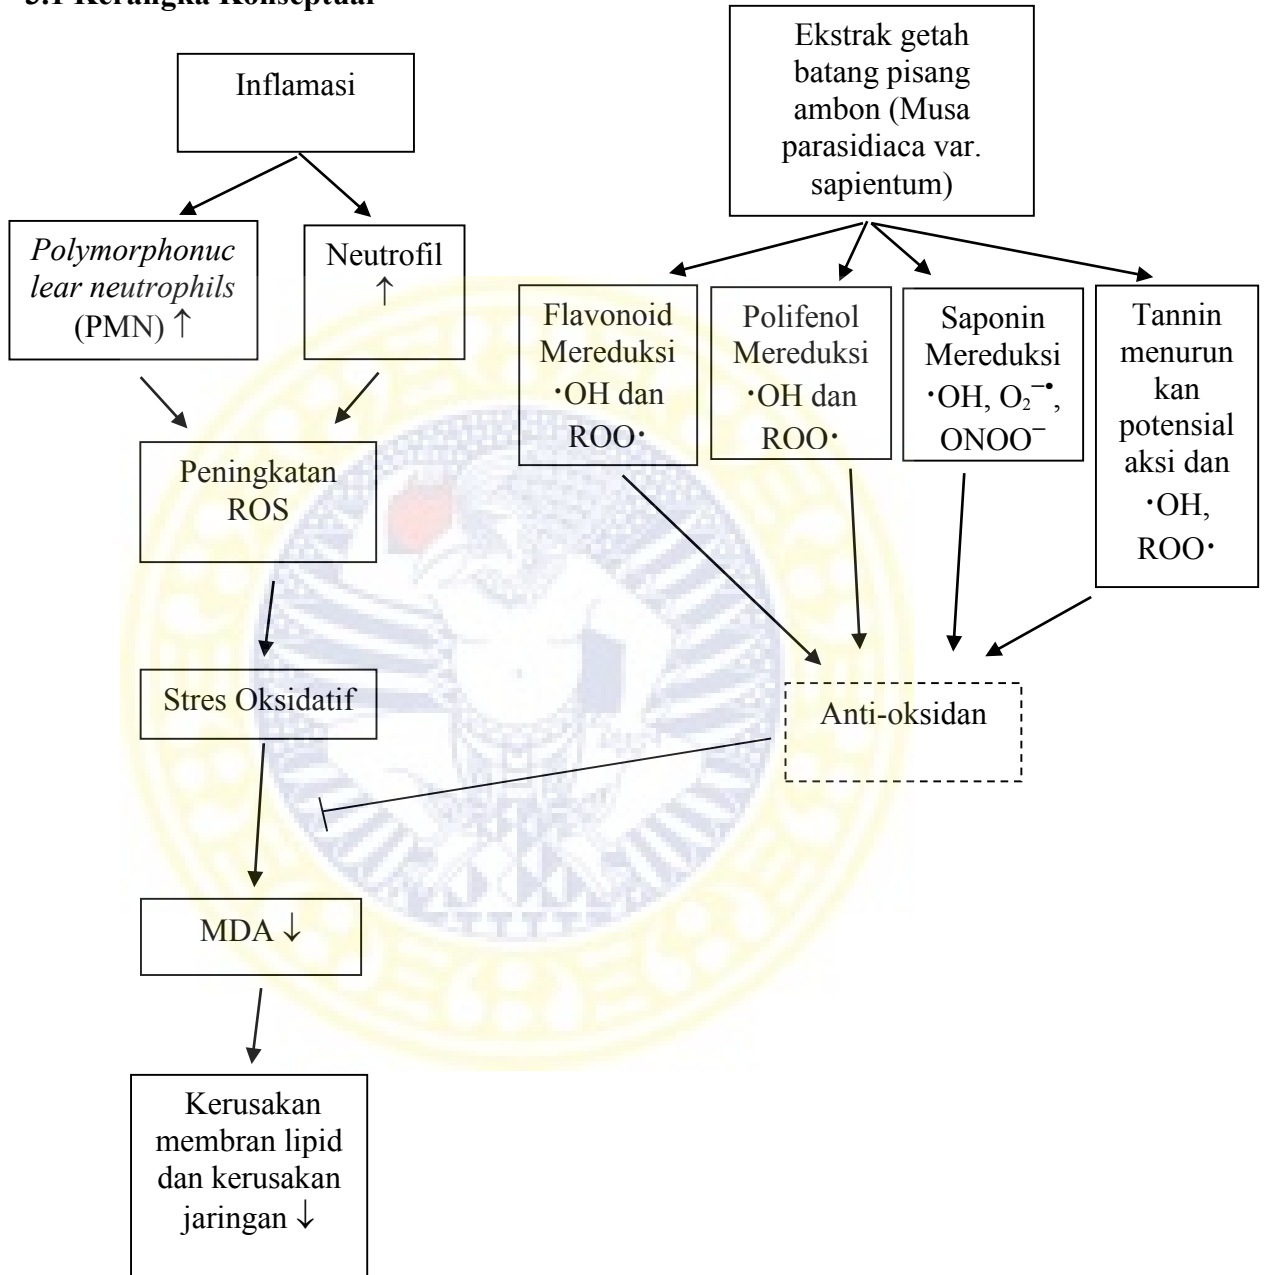 3.1 Kerangka Konseptual
Inflamasi
Polymorphonuc
lear neutrophils
(PMN) ↑
Neutrofil
↑
Peningkatan
ROS
Stres Oksidatif
MDA ↓
Kerusakan
membran lipid
dan kerusakan
jaringan ↓
Ekstrak getah
batang pisang
ambon (Musa
parasidiaca var.
sapientum)
Flavonoid
Mereduksi
·OH dan
ROO·
Polifenol
Mereduksi
·OH dan
ROO·
Saponin
Mereduksi
·OH, O₂⁻•,
ONOO⁻
Tannin
menurun
kan
potensial
aksi dan
·OH,
ROO·
Anti-oksidan